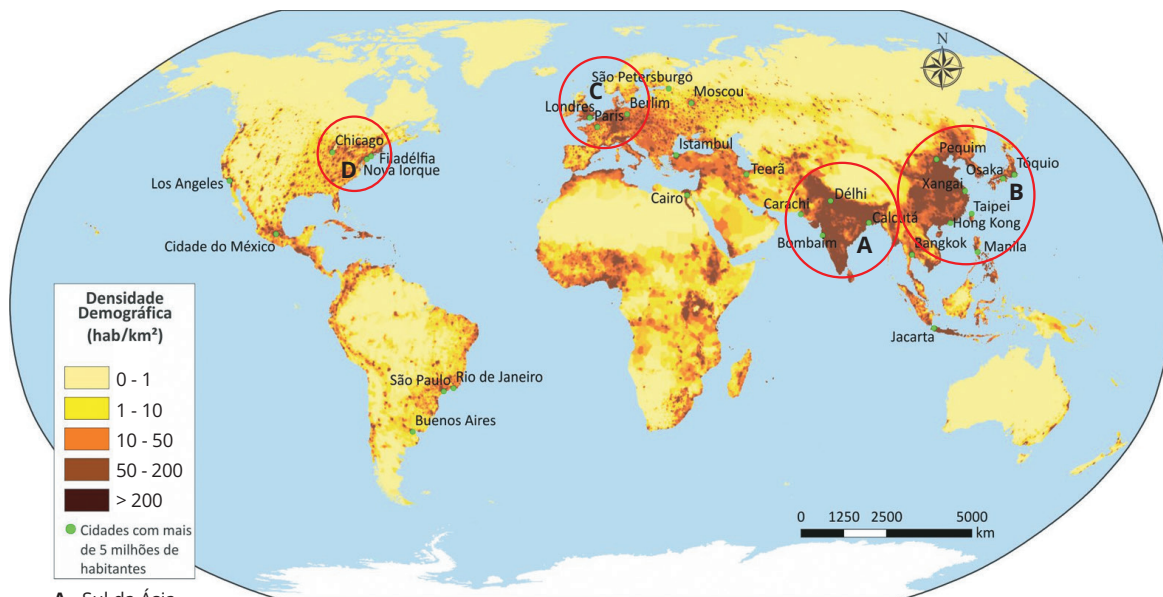 N
São Petersburgo
Moscou
C
Londres
Berlim
Paris
Chicago
Filadélfia
D
Nova Iorque
Los Angeles
Istambul
Teerã
Pequim
Osaka
Tóquio
Xangai
B
Cairo
Carachi
Délhi
Calcutá
Taipei
Hong Kong
Cidade do México
Bombaim
A
Bangkok
Manila
Jacarta
São Paulo
Rio de Janeiro
Buenos Aires
Densidade
Demográfica
(hab/km²)
0 - 1
1 - 10
10 - 50
50 - 200
> 200
Cidades com mais
de 5 milhões de
habitantes
0 1250 2500 5000
km
A Sul da Ásia